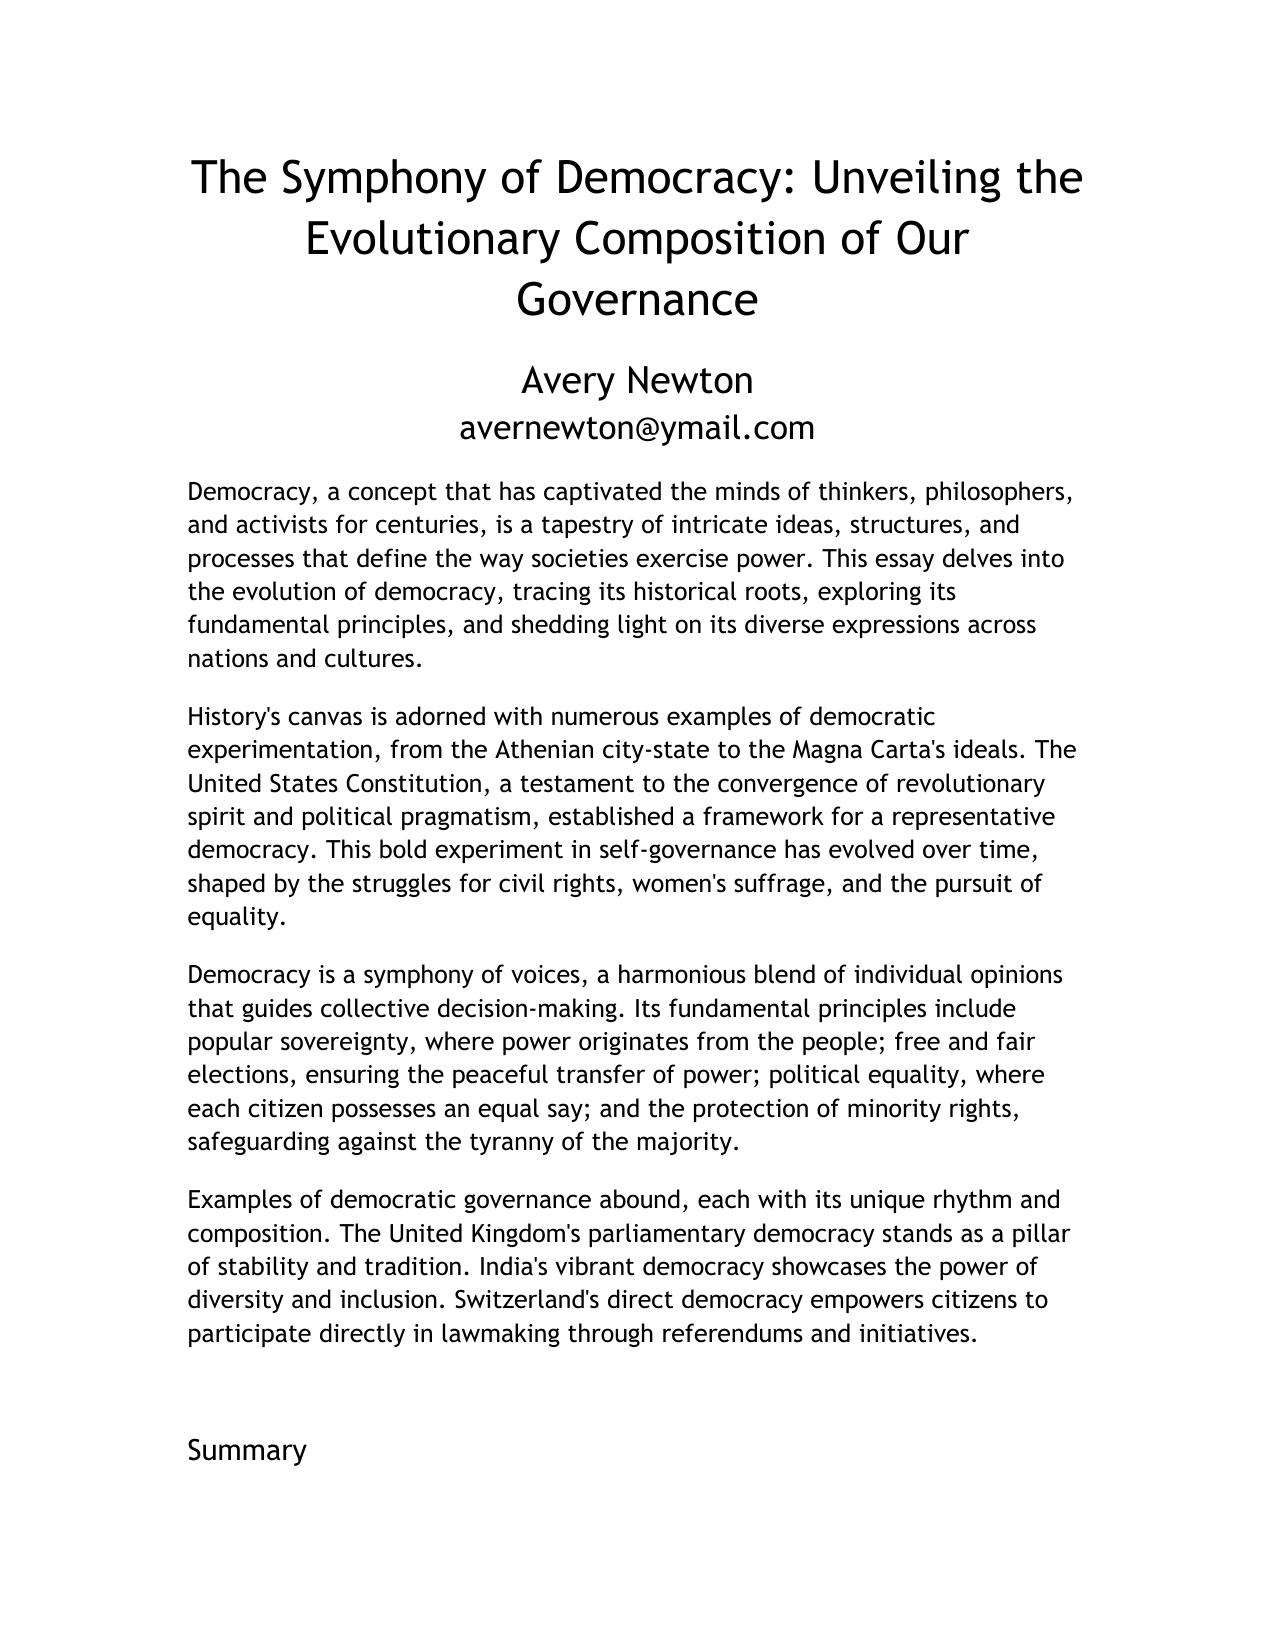 The Symphony of Democracy: Unveiling the
Evolutionary Composition of Our
Governance
Avery Newton
avernewton@ymail.com
Democracy, a concept that has captivated the minds of thinkers, philosophers,
and activists for centuries, is a tapestry of intricate ideas, structures, and
processes that define the way societies exercise power. This essay delves into
the evolution of democracy, tracing its historical roots, exploring its
fundamental principles, and shedding light on its diverse expressions across
nations and cultures.
History's canvas is adorned with numerous examples of democratic
experimentation, from the Athenian city-state to the Magna Carta's ideals. The
United States Constitution, a testament to the convergence of revolutionary
spirit and political pragmatism, established a framework for a representative
democracy. This bold experiment in self-governance has evolved over time,
shaped by the struggles for civil rights, women's suffrage, and the pursuit of
equality.
Democracy is a symphony of voices, a harmonious blend of individual opinions
that guides collective decision-making. Its fundamental principles include
popular sovereignty, where power originates from the people; free and fair
elections, ensuring the peaceful transfer of power; political equality, where
each citizen possesses an equal say; and the protection of minority rights,
safeguarding against the tyranny of the majority.
Examples of democratic governance abound, each with its unique rhythm and
composition. The United Kingdom's parliamentary democracy stands as a pillar
of stability and tradition. India's vibrant democracy showcases the power of
diversity and inclusion. Switzerland's direct democracy empowers citizens to
participate directly in lawmaking through referendums and initiatives.
Summary